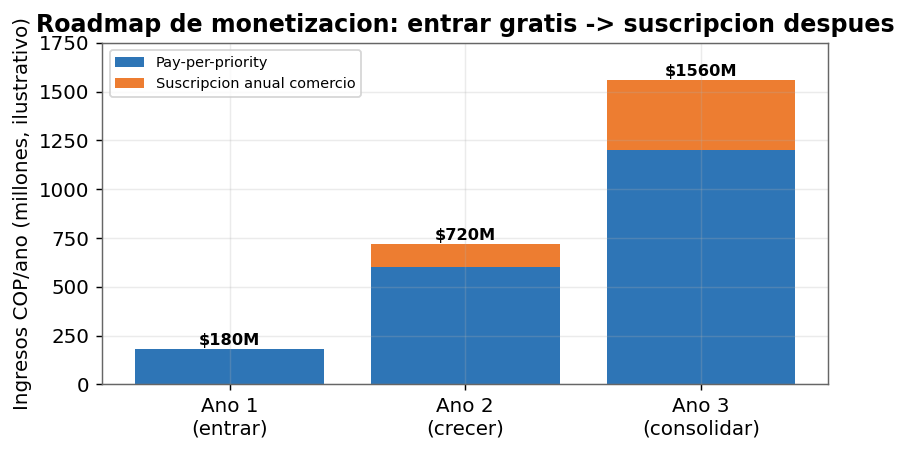 Roadmap de monetizacion: entrar gratis -> suscripcion despues
Ingresos COP/ano (millones, ilustrativo)
1750
1500
1250
1000
750
500
250
0
Pay-per-priority
Suscripcion anual comercio
$180M
$720M
$1560M
Ano 1
(entrar)
Ano 2
(crecer)
Ano 3
(consolidar)